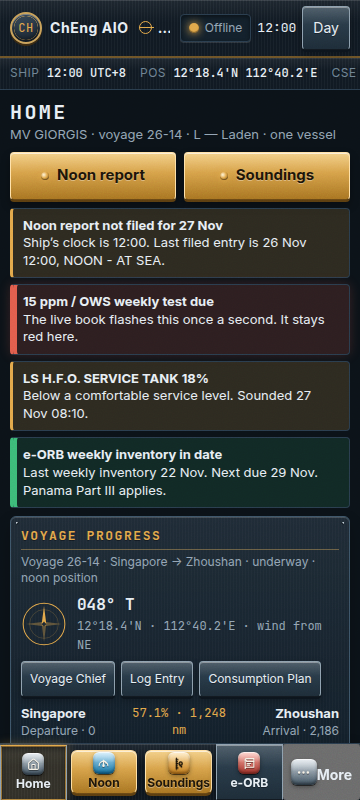 CH ChEng AIO ... Offline 12:00 Day
SHIP 12:00 UTC+8 POS 12°18.4'N 112°40.2'E CSE
HOME
MV GIORGIS · voyage 26-14 · L — Laden · one vessel
Noon report Soundings
Noon report not filed for 27 Nov
Ship's clock is 12:00. Last filed entry is 26 Nov
12:00, NOON - AT SEA.
15 ppm / OWS weekly test due
The live book flashes this once a second. It stays
red here.
LS H.F.O. SERVICE TANK 18%
Below a comfortable service level. Sounded 27
Nov 08:10.
e-ORB weekly inventory in date
Last weekly inventory 22 Nov. Next due 29 Nov.
Panama Part III applies.
VOYAGE PROGRESS
Voyage 26-14 · Singapore → Zhoushan · underway ·
noon position
048° T
12°18.4'N · 112°40.2'E · wind from
NE
Voyage Chief Log Entry Consumption Plan
Singapore 57.1% · 1,248 Zhoushan
Departure · 0 nm Arrival · 2,186
Home Noon Soundings e-ORB More